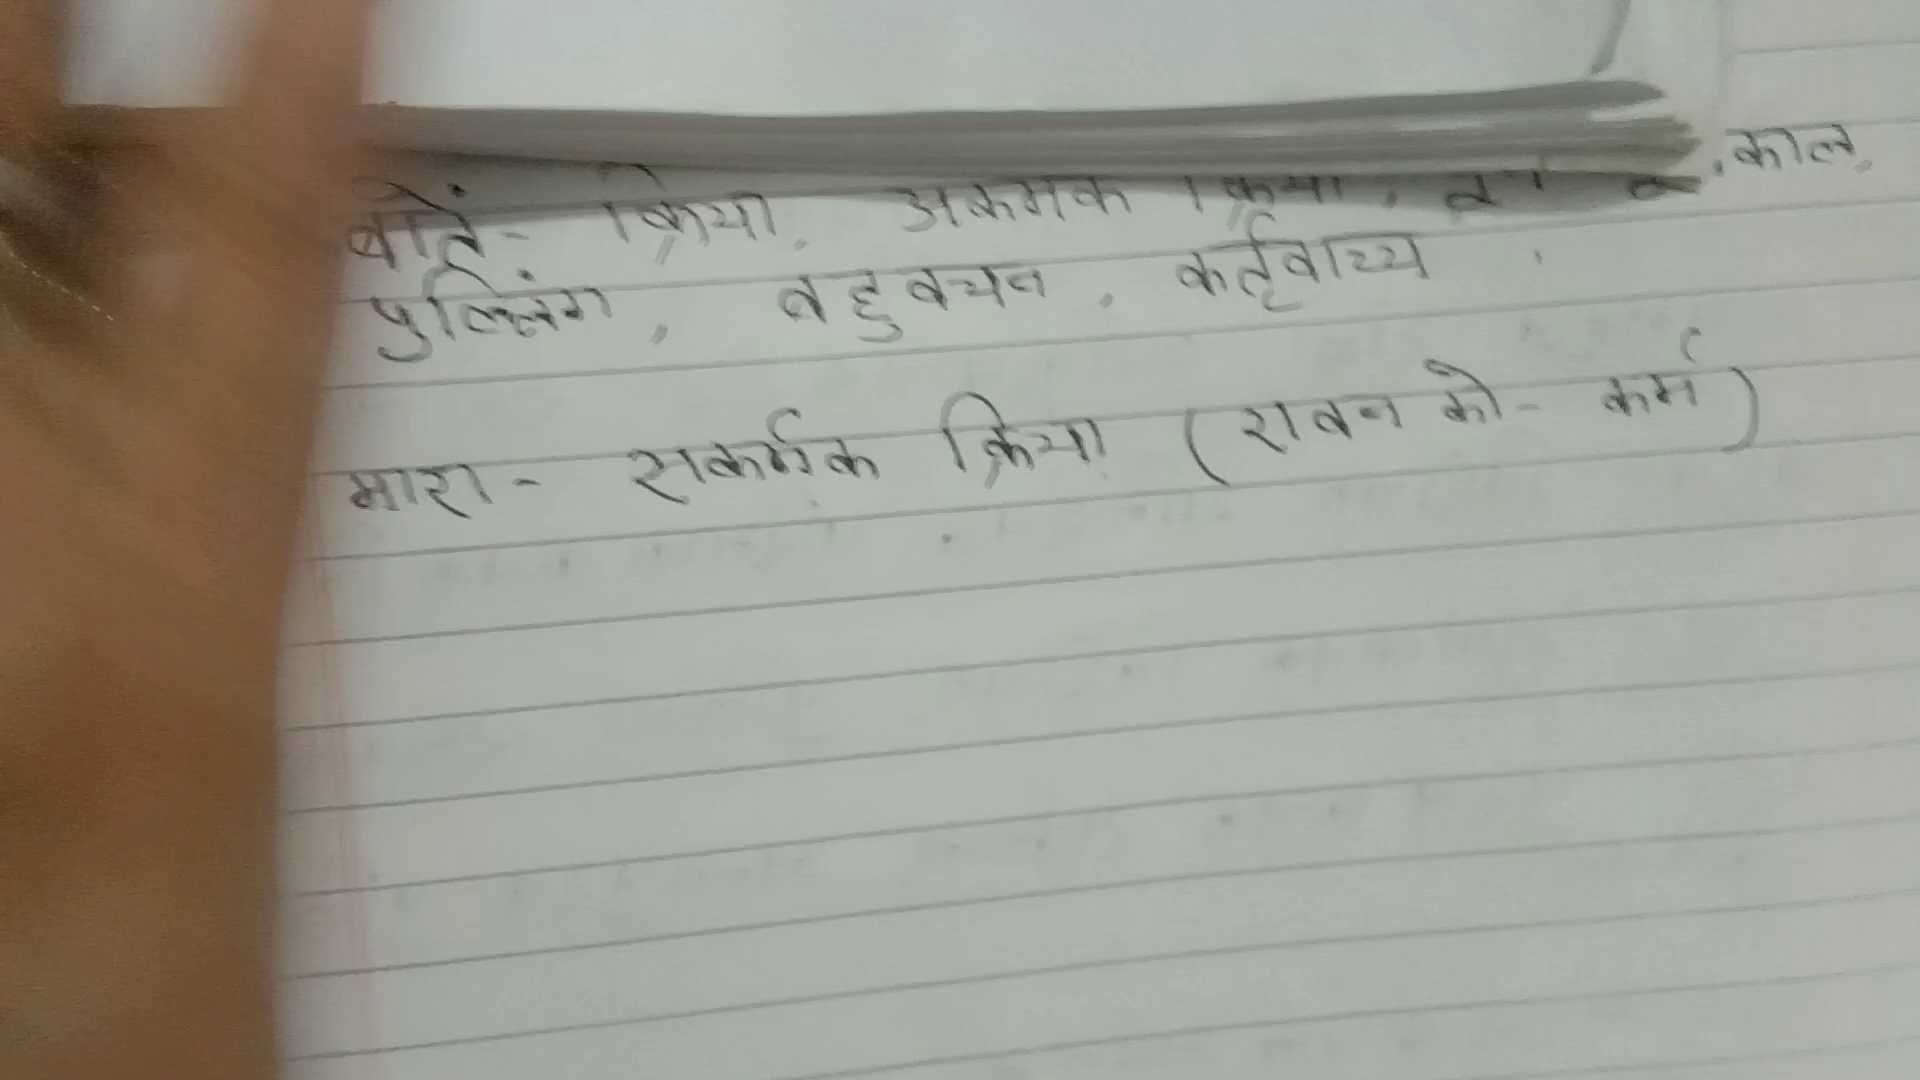 बातें - क्रिया, अकर्मक क्रिया, काल,
पुल्लिंग, बहुवचन, कर्तृवाच्य
मारा - सकर्मक क्रिया (रावन को - कर्म)